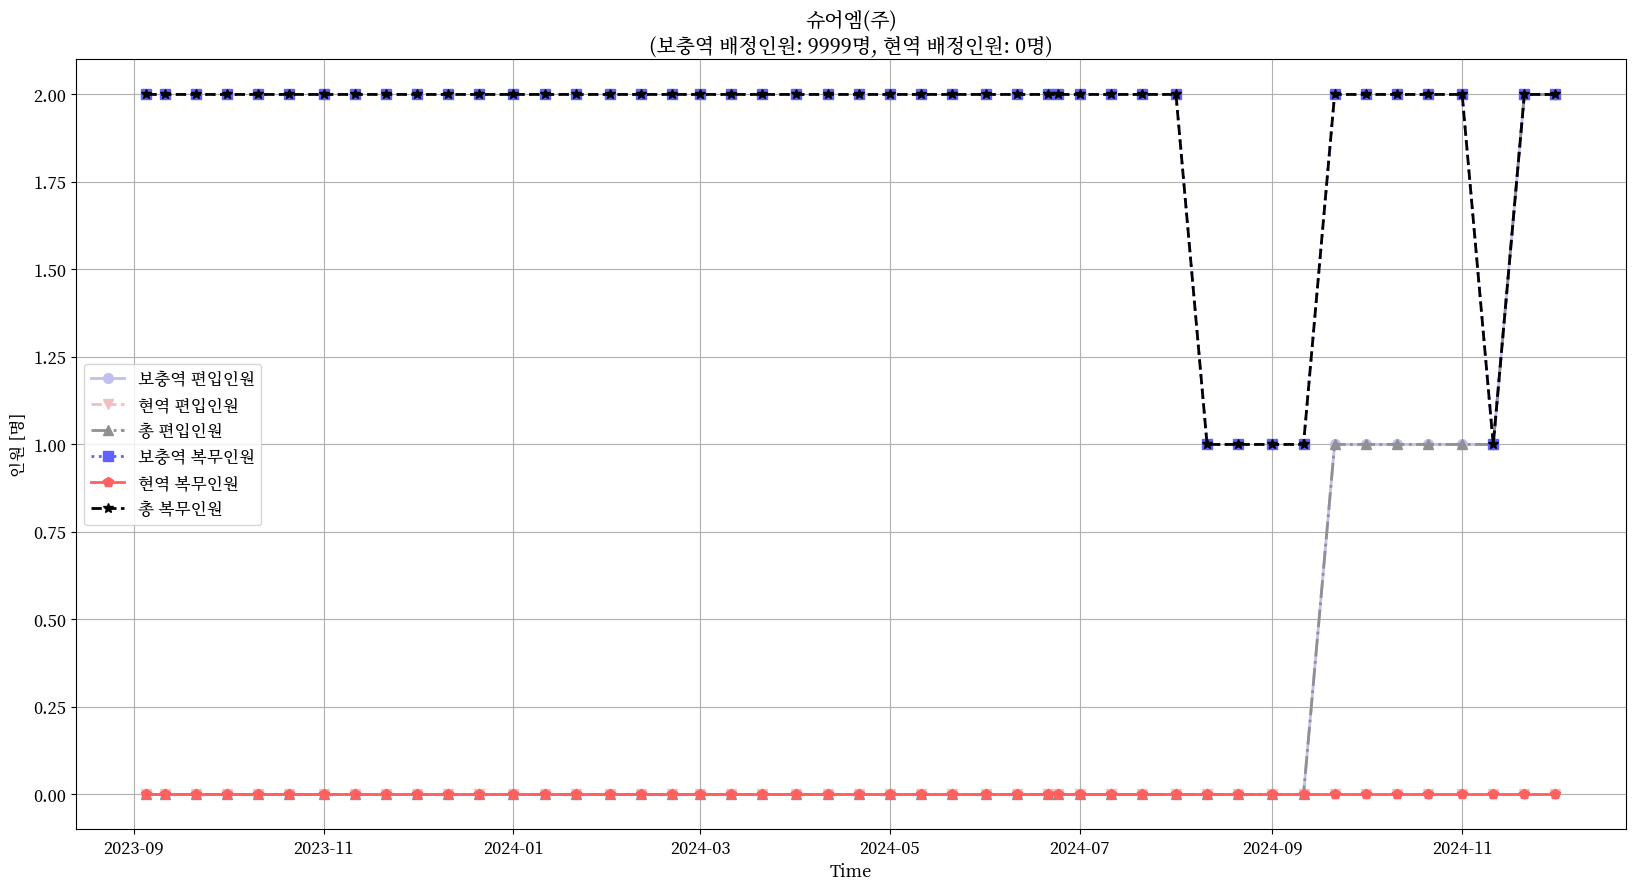 슈어엠(주)
(보충역 배정인원: 9999명, 현역 배정인원: 0명)
2.00
1.75
1.50
1.25
1.00
0.75
0.50
0.25
0.00
인원 [명]
보충역 편입인원
현역 편입인원
총 편입인원
보충역 복무인원
현역 복무인원
총 복무인원
2023-09
2023-11
2024-01
2024-03
2024-05
2024-07
2024-09
2024-11
Time